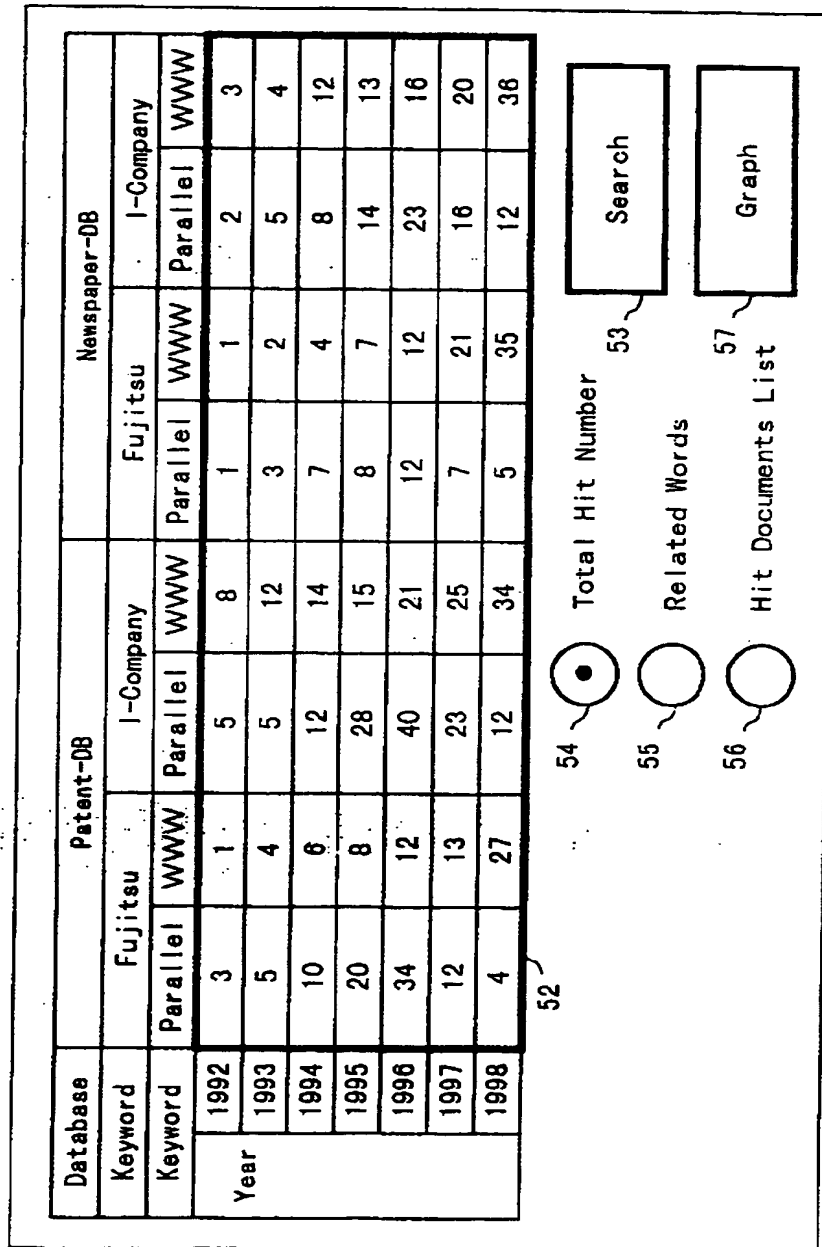 Database Patent-DB Newspaper-DB
Keyword Fujitsu I-Company Fujitsu I-Company
Keyword Parallel WWW Parallel WWW Parallel WWW Parallel WWW
Year
1992 3 1 5 8 1 1 2 3
1993 5 4 5 12 3 2 5 4
1994 10 6 12 14 7 4 8 12
1995 20 8 28 15 8 7 14 13
1996 34 12 40 21 12 12 23 16
1997 12 13 23 25 7 21 16 20
1998 4 27 12 34 5 35 12 36
52
54 Total Hit Number
53 Search
55 Related Words
56 Hit Documents List
57 Graph